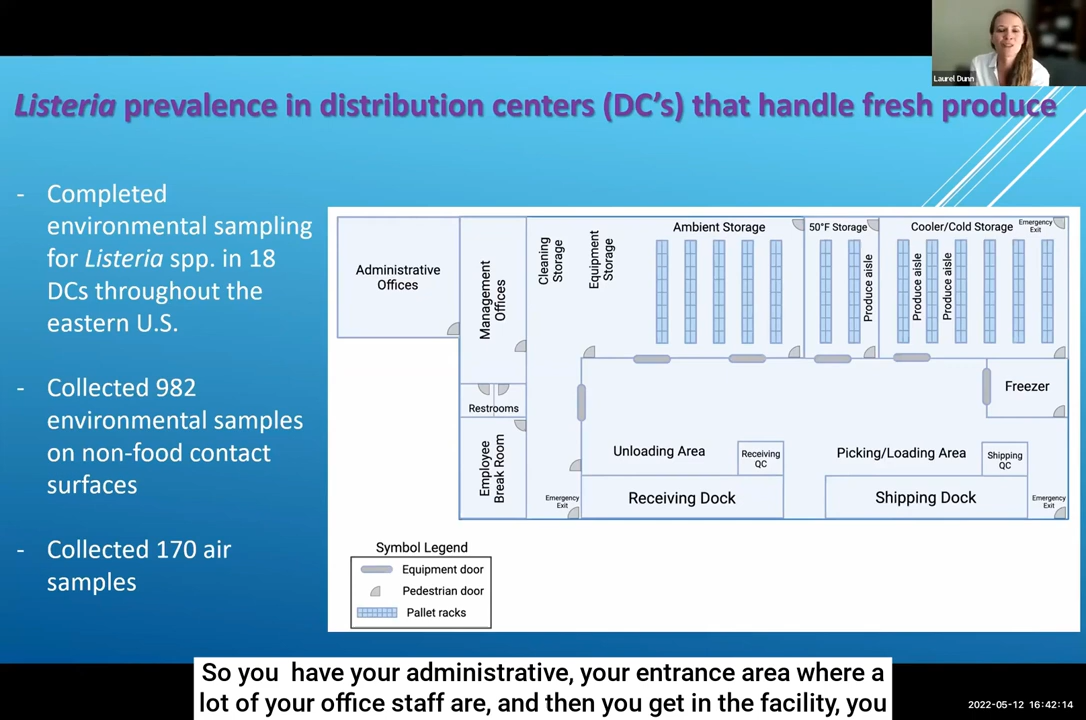 Laurel Dunn
Listeria prevalence in distribution centers (DC's) that handle fresh produce
- Completed
environmental sampling
for Listeria spp. in 18
DCs throughout the
eastern U.S.
- Collected 982
environmental samples
on non-food contact
surfaces
- Collected 170 air
samples
Administrative
Offices
Management
Offices
Restrooms
Employee
Break Room
Cleaning
Storage
Equipment
Storage
Ambient Storage
50°F Storage
Produce aisle
Cooler/Cold Storage
Emergency
Exit
Produce aisle
Produce aisle
Freezer
Unloading Area
Receiving
QC
Picking/Loading Area
Shipping
QC
Emergency
Exit
Receiving Dock
Shipping Dock
Emergency
Exit
Symbol Legend
Equipment door
Pedestrian door
Pallet racks
So you have your administrative, your entrance area where a
lot of your office staff are, and then you get in the facility, you
2022-05-12 16:42:14